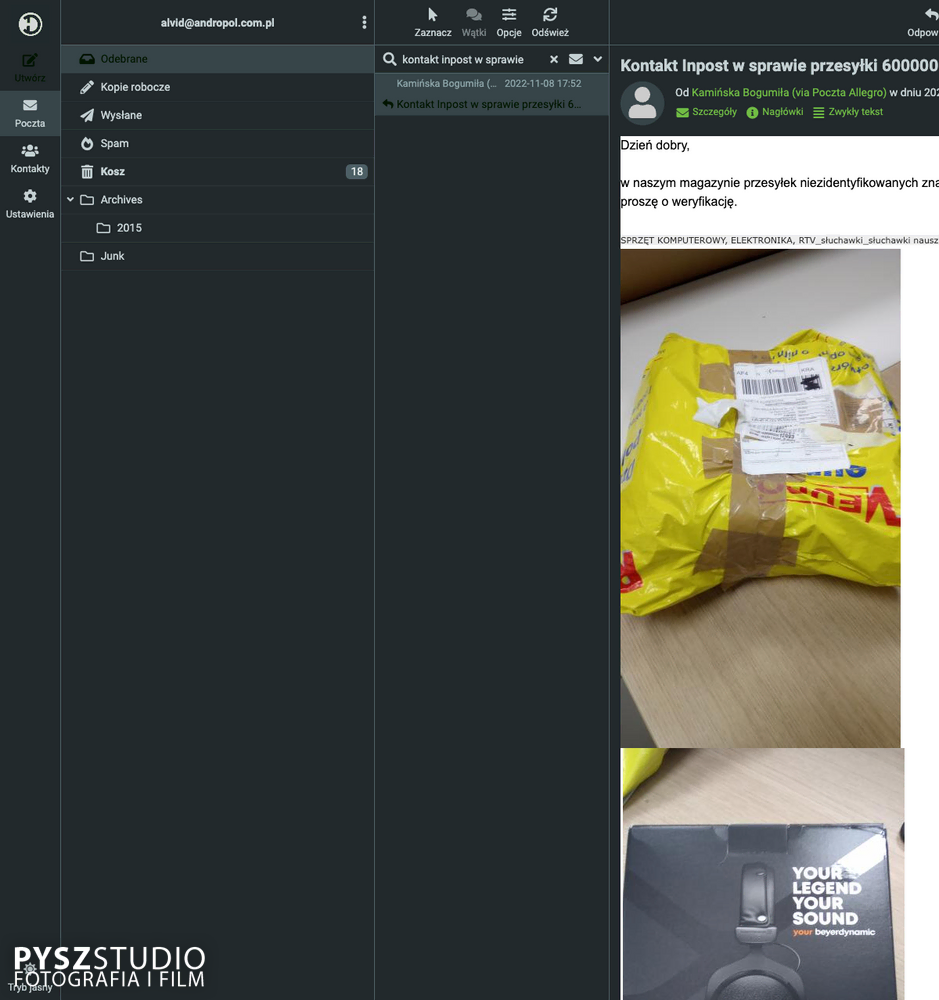 alvid@andropol.com.pl
Utwórz
Poczta
Kontakty
Ustawienia
Odebrane
Kopie robocze
Wysłane
Spam
Kosz 18
Archives
2015
Junk
Zaznacz Wątki Opcje Odśwież
kontakt inpost w sprawie
Kamińska Bogumiła (... 2022-11-08 17:52
Kontakt Inpost w sprawie przesyłki 6...
Odpow
Kontakt Inpost w sprawie przesyłki 600000
Od Kamińska Bogumiła (via Poczta Allegro) w dniu 202
Szczegóły Nagłówki Zwykły tekst
Dzień dobry,
w naszym magazynie przesyłek niezidentyfikowanych zna
proszę o weryfikację.
SPRZĘT KOMPUTEROWY, ELEKTRONIKA, RTV_słuchawki_słuchawki nausz
YOUR
LEGEND
YOUR
SOUND
your beyerdynamic
PYSZSTUDIO
FOTOGRAFIA I FILM
Tryb jasny